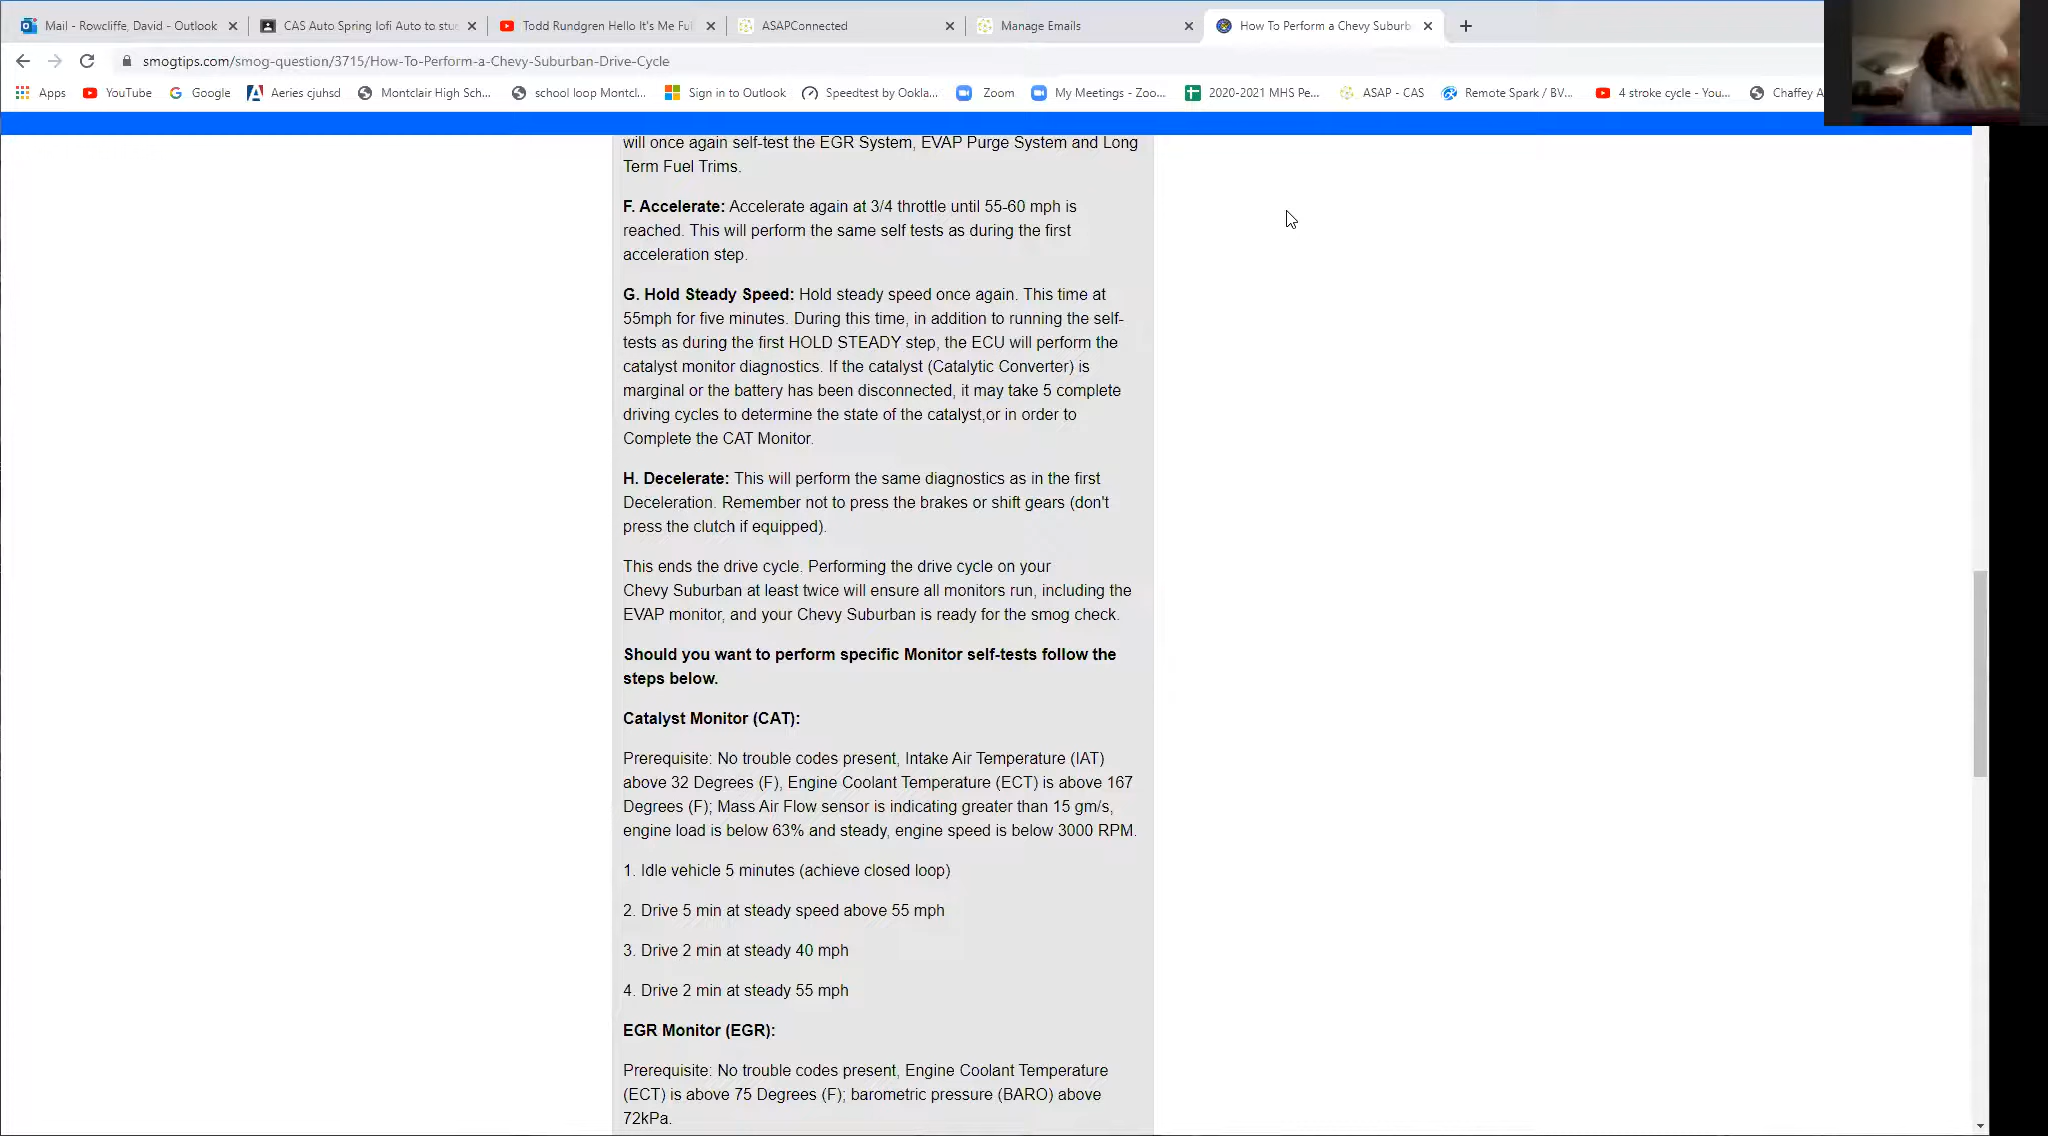 Mail - Rowcliffe, David - Outlook
CAS Auto Spring Iofi Auto to stu
Todd Rundgren Hello It's Me Ful
ASAPConnected
Manage Emails
How To Perform a Chevy Suburb
smogtips.com/smog-question/3715/How-To-Perform-a-Chevy-Suburban-Drive-Cycle
Apps
YouTube
Google
Aeries cjuhsd
Montclair High Sch...
school loop Montcl...
Sign in to Outlook
Speedtest by Ookla...
Zoom
My Meetings - Zoo...
2020-2021 MHS Pe...
ASAP - CAS
Remote Spark / BV...
4 stroke cycle - You...
Chaffey A
will once again self-test the EGR System, EVAP Purge System and Long
Term Fuel Trims.
F. Accelerate: Accelerate again at 3/4 throttle until 55-60 mph is
reached. This will perform the same self tests as during the first
acceleration step.
G. Hold Steady Speed: Hold steady speed once again. This time at
55mph for five minutes. During this time, in addition to running the self-
tests as during the first HOLD STEADY step, the ECU will perform the
catalyst monitor diagnostics. If the catalyst (Catalytic Converter) is
marginal or the battery has been disconnected, it may take 5 complete
driving cycles to determine the state of the catalyst,or in order to
Complete the CAT Monitor.
H. Decelerate: This will perform the same diagnostics as in the first
Deceleration. Remember not to press the brakes or shift gears (don't
press the clutch if equipped).
This ends the drive cycle. Performing the drive cycle on your
Chevy Suburban at least twice will ensure all monitors run, including the
EVAP monitor, and your Chevy Suburban is ready for the smog check.
Should you want to perform specific Monitor self-tests follow the
steps below.
Catalyst Monitor (CAT):
Prerequisite: No trouble codes present, Intake Air Temperature (IAT)
above 32 Degrees (F), Engine Coolant Temperature (ECT) is above 167
Degrees (F); Mass Air Flow sensor is indicating greater than 15 gm/s,
engine load is below 63% and steady, engine speed is below 3000 RPM.
1. Idle vehicle 5 minutes (achieve closed loop)
2. Drive 5 min at steady speed above 55 mph
3. Drive 2 min at steady 40 mph
4. Drive 2 min at steady 55 mph
EGR Monitor (EGR):
Prerequisite: No trouble codes present, Engine Coolant Temperature
(ECT) is above 75 Degrees (F); barometric pressure (BARO) above
72kPa.